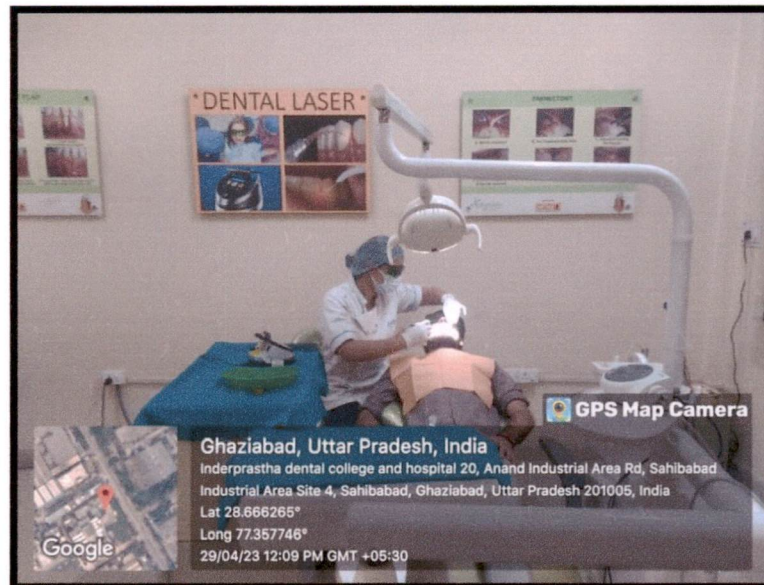 DENTAL LASER
FRENECTOMY
GPS Map Camera
Ghaziabad, Uttar Pradesh, India
Inderprastha dental college and hospital 20, Anand Industrial Area Rd, Sahibabad
Industrial Area Site 4, Sahibabad, Ghaziabad, Uttar Pradesh 201005, India
Lat 28.666265°
Long 77.357746°
29/04/23 12:09 PM GMT +05:30
Google